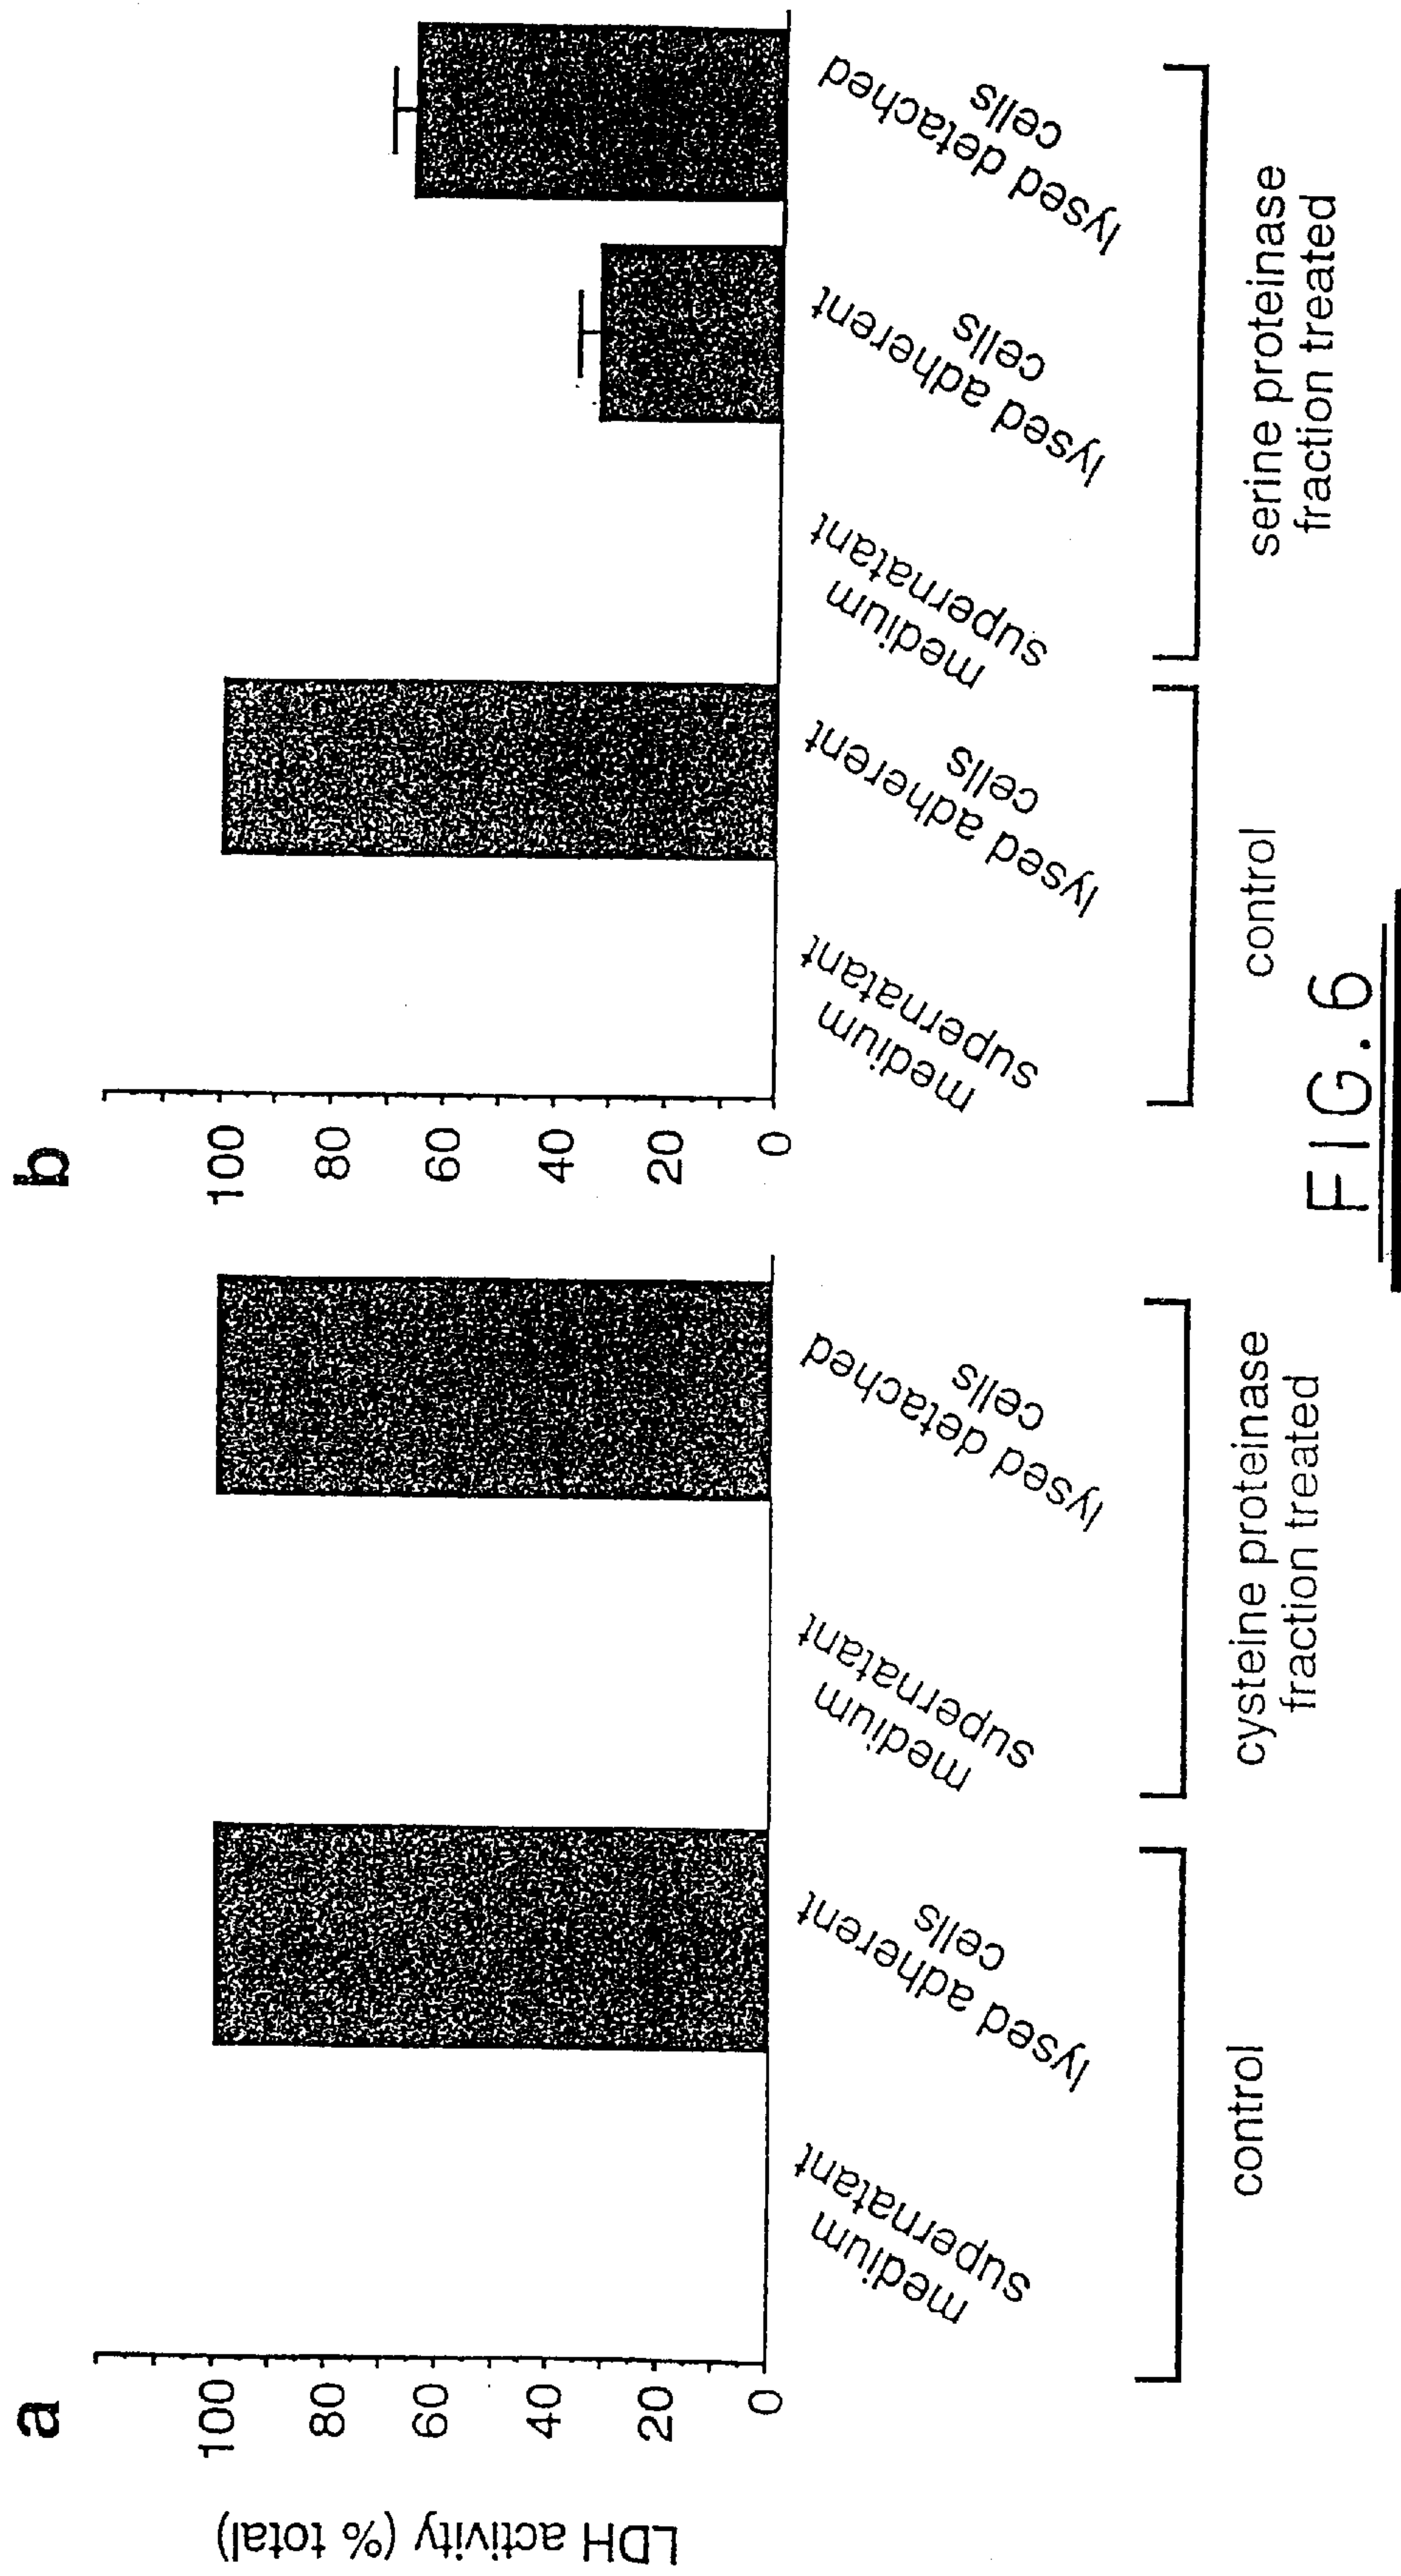 a
LDH activity (% total)
100
80
60
40
20
0
medium
supernatant
lysed adherent
cells
medium
supernatant
lysed detached
cells
control
cysteine proteinase
fraction treated
b
100
80
60
40
20
0
medium
supernatant
lysed adherent
cells
medium
supernatant
lysed adherent
cells
lysed detached
cells
control
serine proteinase
fraction treated
FIG. 6